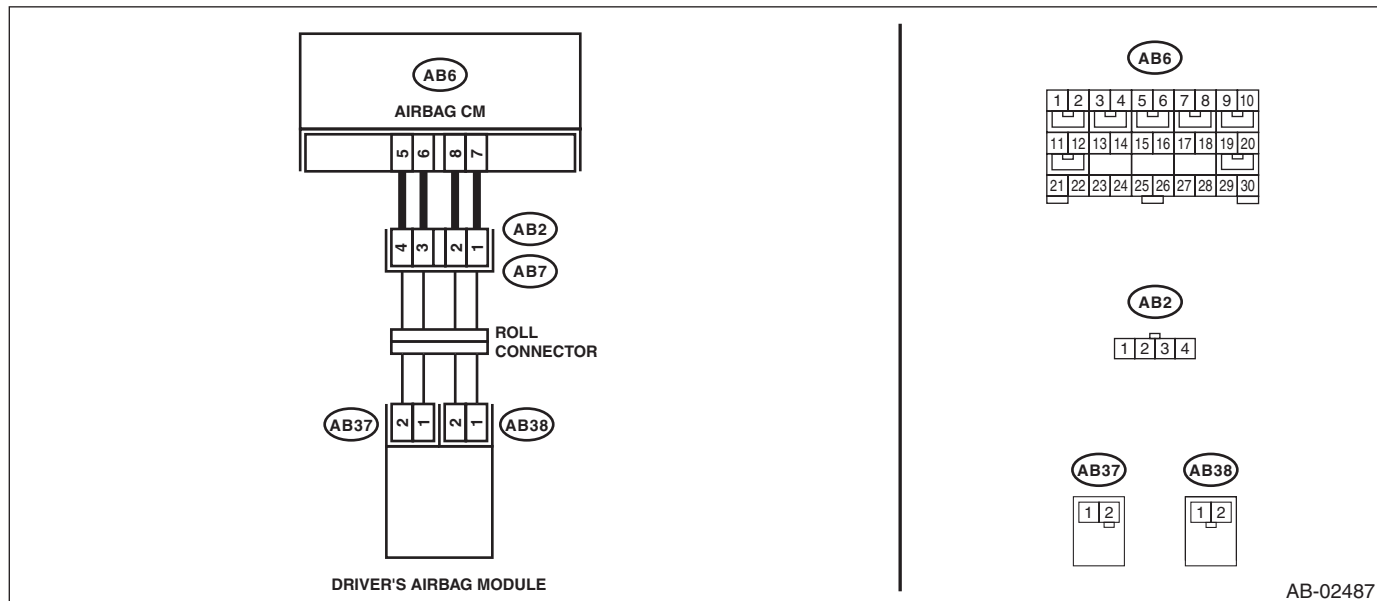 AB6
AIRBAG CM
5 6 8 7
4 3 2 1
AB2
AB7
ROLL
CONNECTOR
AB37
2 1 2 1
AB38
DRIVER'S AIRBAG MODULE
AB6
1 2 3 4 5 6 7 8 9 10
11 12 13 14 15 16 17 18 19 20
21 22 23 24 25 26 27 28 29 30
AB2
1 2 3 4
AB37 AB38
1 2 1 2
AB-02487